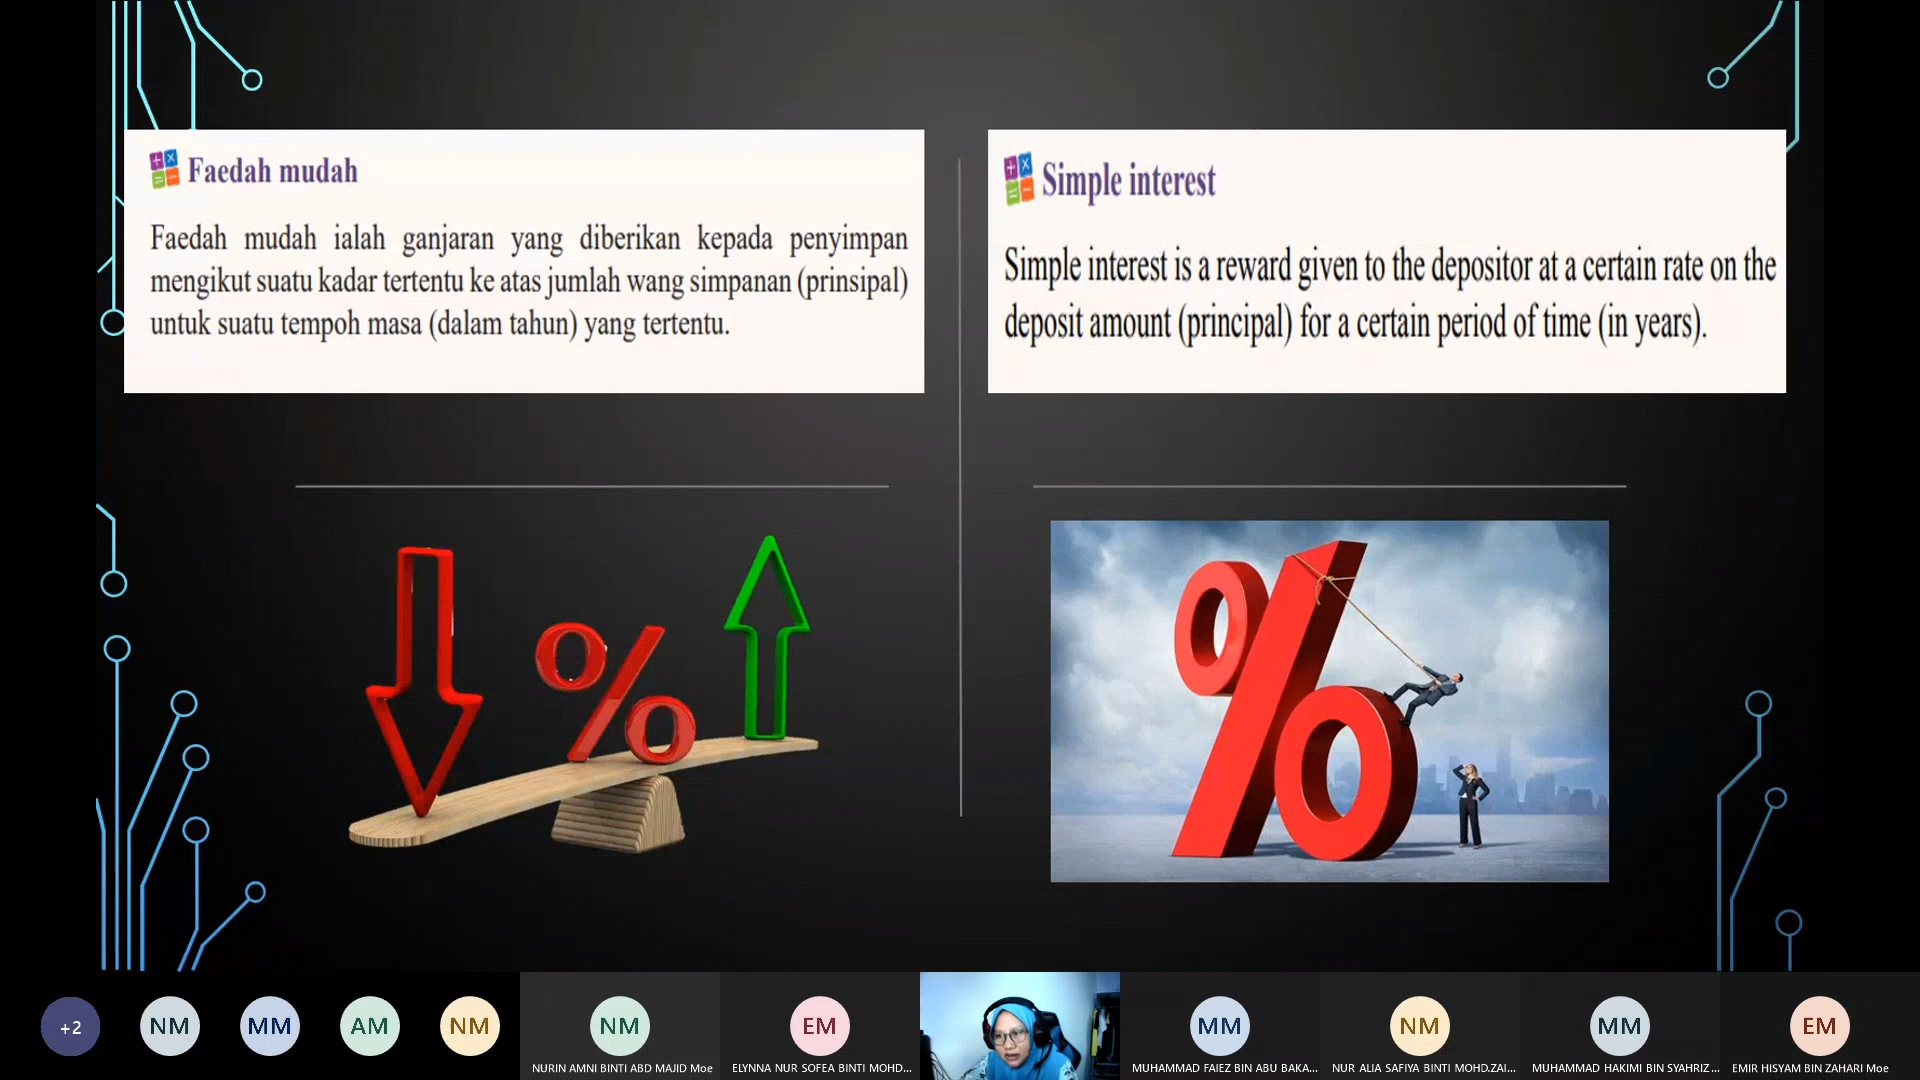 Faedah mudah
Faedah mudah ialah ganjaran yang diberikan kepada penyimpan
mengikut suatu kadar tertentu ke atas jumlah wang simpanan (prinsipal)
untuk suatu tempoh masa (dalam tahun) yang tertentu.
Simple interest
Simple interest is a reward given to the depositor at a certain rate on the
deposit amount (principal) for a certain period of time (in years).
%
%
+2
NM
MM
AM
NM
NM
NURIN AMNI BINTI ABD MAJID Moe
EM
ELYNNA NUR SOFEA BINTI MOHD...
MM
MUHAMMAD FAIEZ BIN ABU BAKA...
NM
NUR ALIA SAFIYA BINTI MOHD.ZAI...
MM
MUHAMMAD HAKIMI BIN SYAHRIZ...
EM
EMIR HISYAM BIN ZAHARI Moe